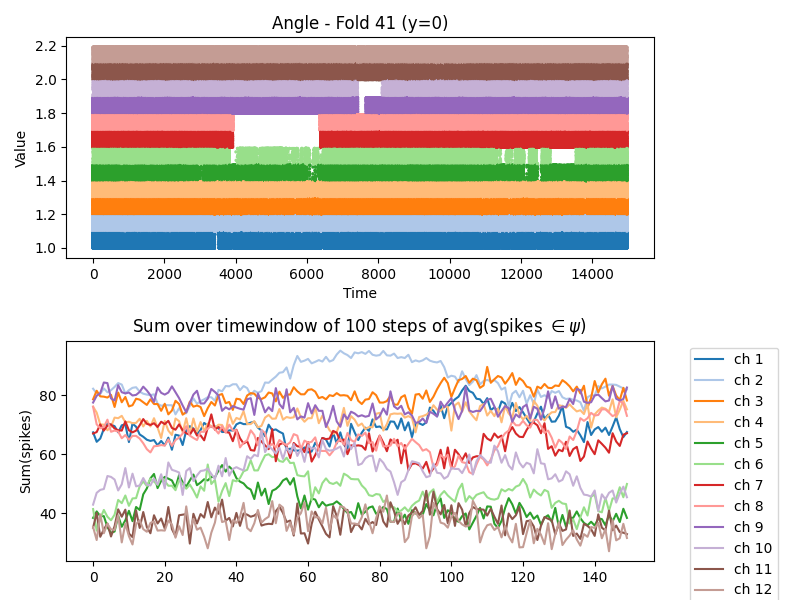 Angle - Fold 41 (y=0)
2.2
2.0
1.8
1.6
1.4
1.2
1.0
Value
0 2000 4000 6000 8000 10000 12000 14000
Time
Sum over timewindow of 100 steps of avg(spikes ∈ ψ)
80
60
40
Sum(spikes)
0 20 40 60 80 100 120 140
ch 1
ch 2
ch 3
ch 4
ch 5
ch 6
ch 7
ch 8
ch 9
ch 10
ch 11
ch 12